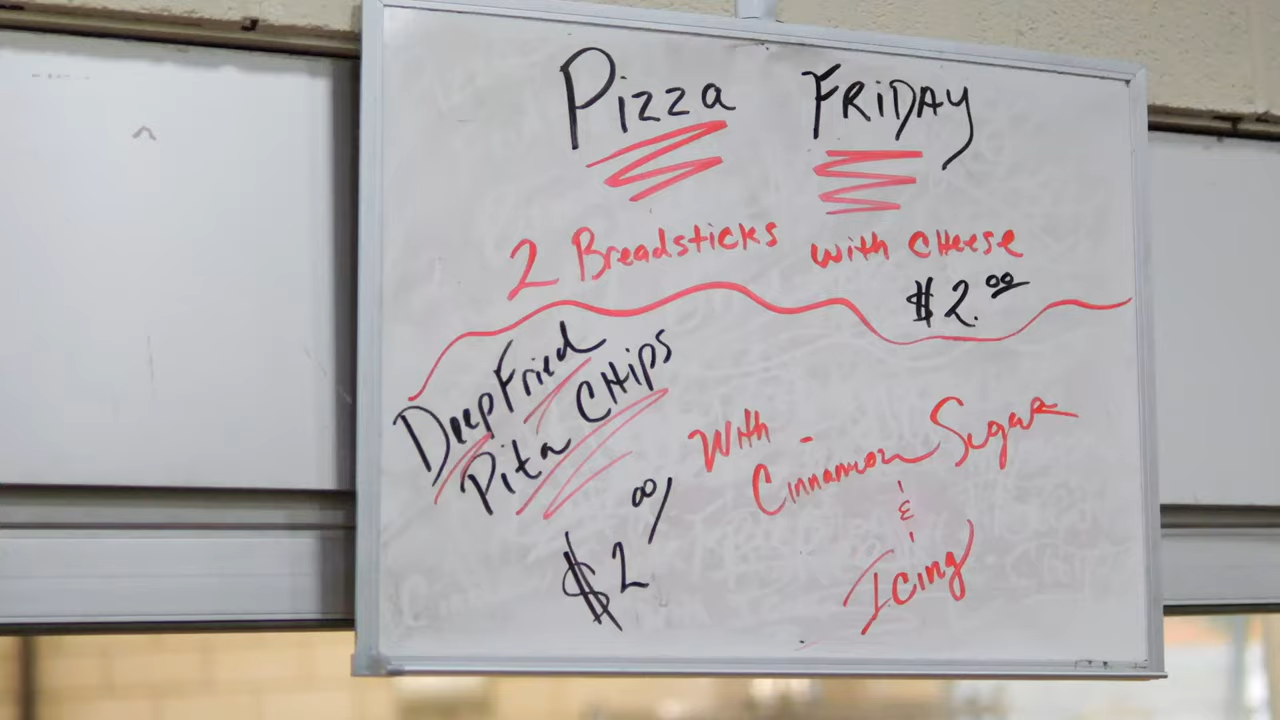 Pizza FRiDAY
2 Breadsticks with CHeese
$2.00
DeepFried
Pita CHips
$2.00/
With -
Cinnamon Sugar
&
Icing